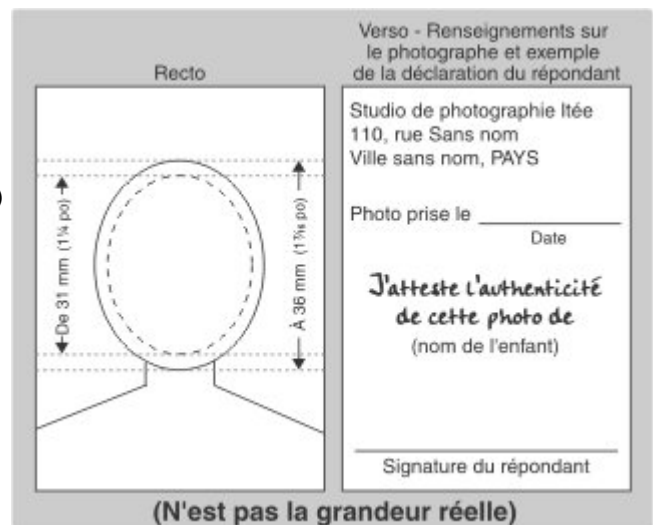 Recto
De 31 mm (1¼ po)
À 36 mm (1⁷⁄₁₆ po)
Verso - Renseignements sur
le photographe et exemple
de la déclaration du répondant
Studio de photographie ltée
110, rue Sans nom
Ville sans nom, PAYS
Photo prise le
Date
J'atteste l'authenticité
de cette photo de
(nom de l'enfant)
Signature du répondant
(N'est pas la grandeur réelle)